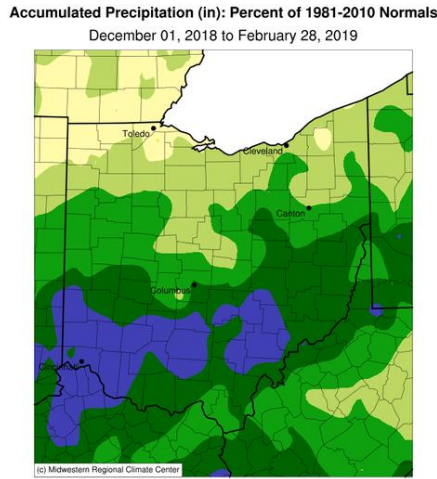 Accumulated Precipitation (in): Percent of 1981-2010 Normals
December 01, 2018 to February 28, 2019
Toledo
Cleveland
Canton
Columbus
Cincinnati
(c) Midwestern Regional Climate Center